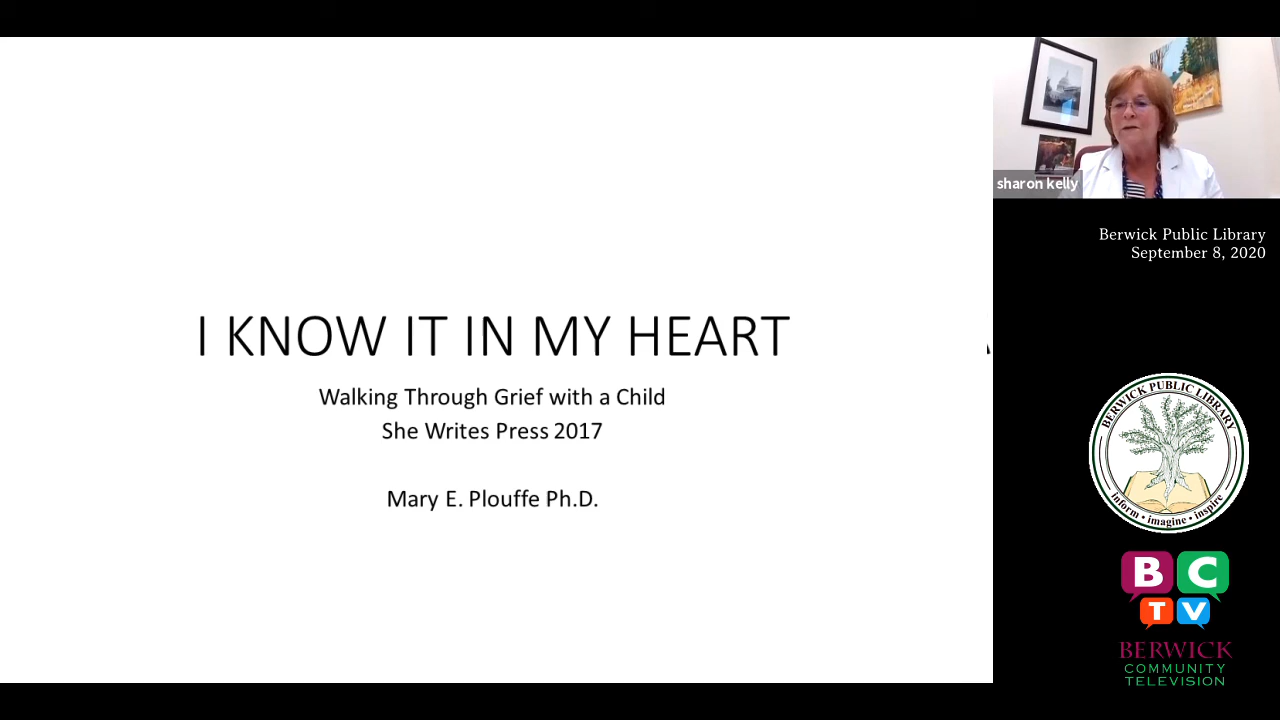 I KNOW IT IN MY HEART
Walking Through Grief with a Child
She Writes Press 2017
Mary E. Plouffe Ph.D.
sharon kelly
Berwick Public Library
September 8, 2020
BERWICK PUBLIC LIBRARY
inform • imagine • inspire
B C
T V
BERWICK
COMMUNITY
TELEVISION